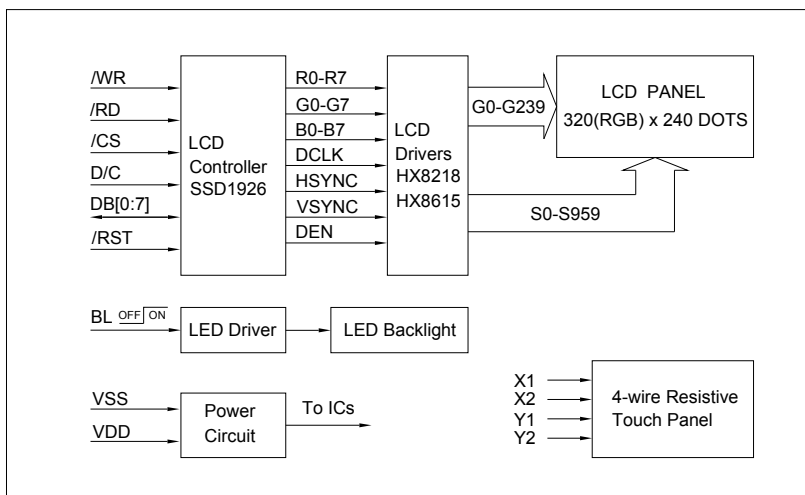 /WR
/RD
/CS
D/C
DB[0:7]
/RST
LCD
Controller
SSD1926
R0-R7
G0-G7
B0-B7
DCLK
HSYNC
VSYNC
DEN
LCD
Drivers
HX8218
HX8615
G0-G239
S0-S959
LCD PANEL
320(RGB) x 240 DOTS
BL OFF ON
LED Driver
LED Backlight
VSS
VDD
Power
Circuit
To ICs
X1
X2
Y1
Y2
4-wire Resistive
Touch Panel